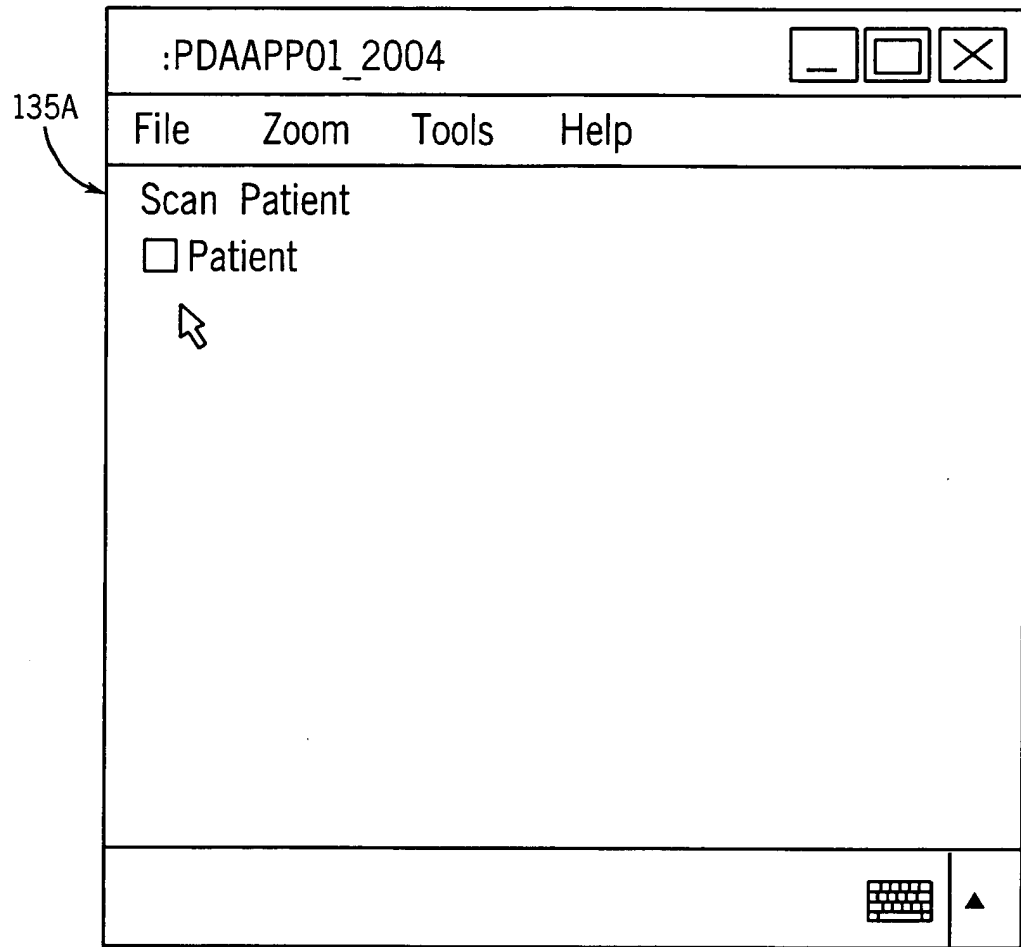 :PDAAPP01_2004
135A
File Zoom Tools Help
Scan Patient
Patient